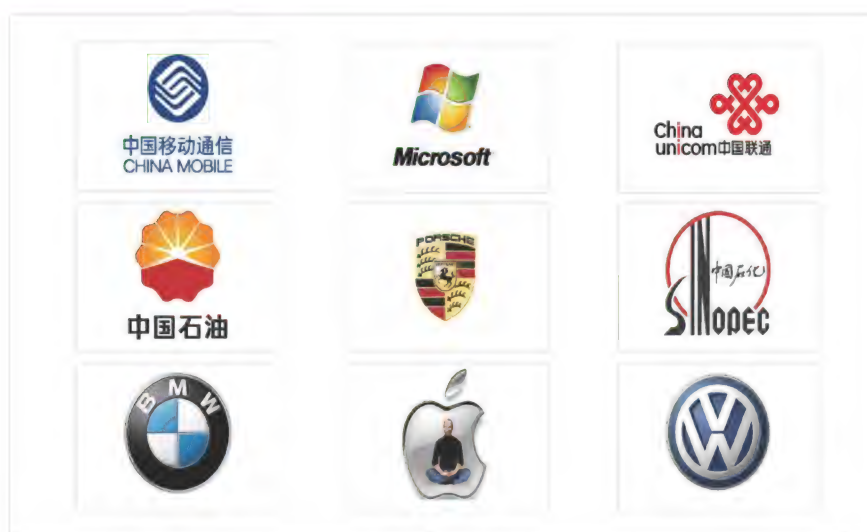 中国移动通信
CHINA MOBILE
Microsoft
China
unicom中国联通
中国石油
PORSCHE
中国石化
SINOPEC
BMW
VW